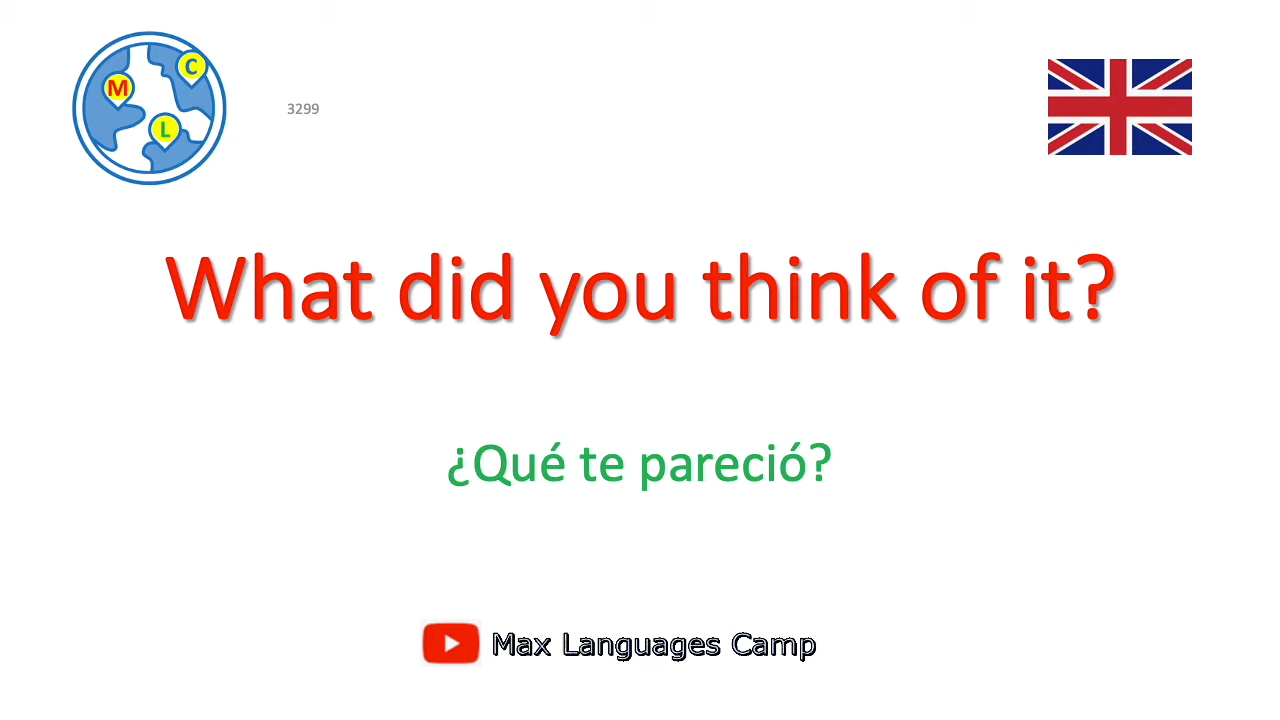 M
C
L
3299
What did you think of it?
¿Qué te pareció?
Max Languages Camp